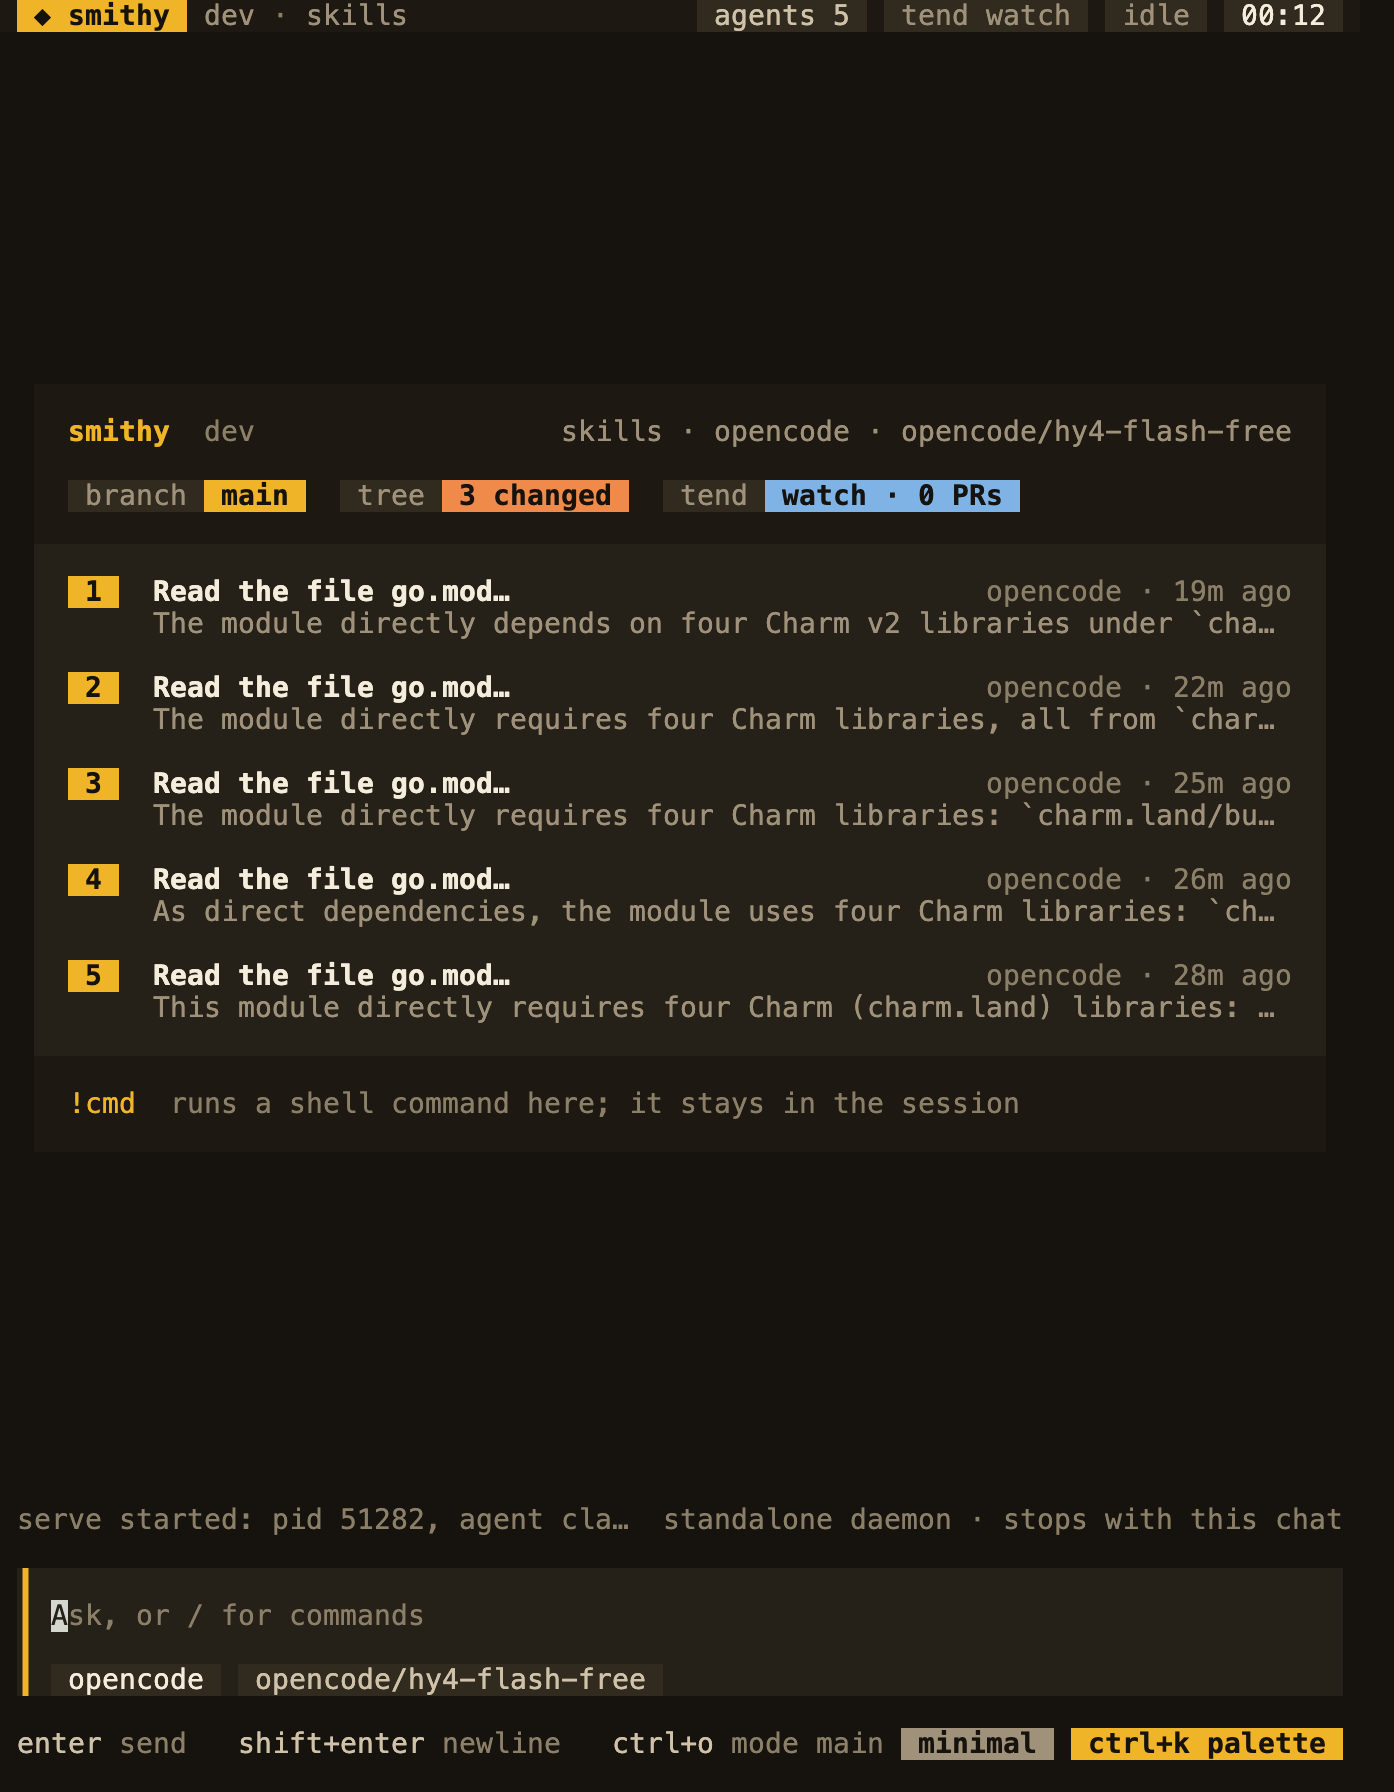 ◆ smithy dev · skills agents 5 tend watch idle 00:12
smithy dev skills · opencode · opencode/hy4-flash-free
branch main tree 3 changed tend watch · 0 PRs
1 Read the file go.mod… opencode · 19m ago
The module directly depends on four Charm v2 libraries under `cha…
2 Read the file go.mod… opencode · 22m ago
The module directly requires four Charm libraries, all from `char…
3 Read the file go.mod… opencode · 25m ago
The module directly requires four Charm libraries: `charm.land/bu…
4 Read the file go.mod… opencode · 26m ago
As direct dependencies, the module uses four Charm libraries: `ch…
5 Read the file go.mod… opencode · 28m ago
This module directly requires four Charm (charm.land) libraries: …
!cmd runs a shell command here; it stays in the session
serve started: pid 51282, agent cla… standalone daemon · stops with this chat
Ask, or / for commands
opencode opencode/hy4-flash-free
enter send shift+enter newline ctrl+o mode main minimal ctrl+k palette